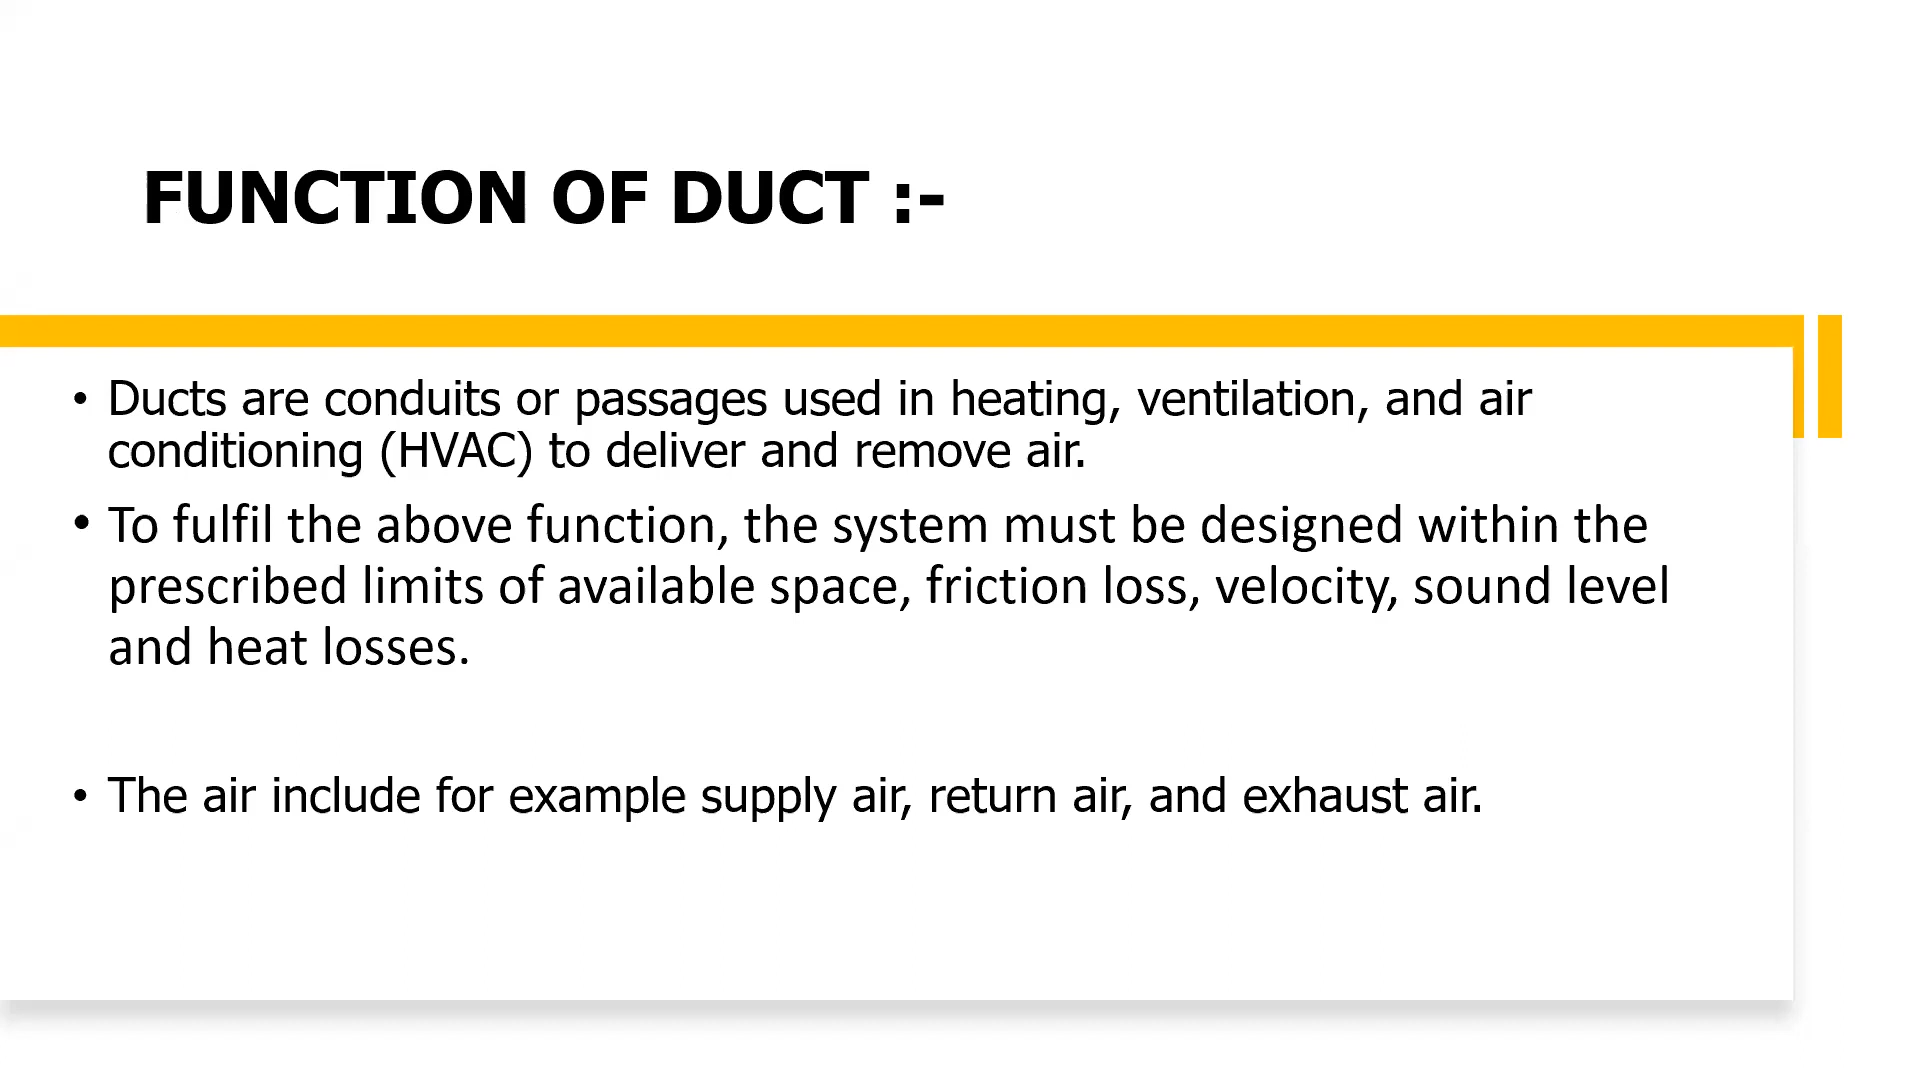 FUNCTION OF DUCT :-
• Ducts are conduits or passages used in heating, ventilation, and air
conditioning (HVAC) to deliver and remove air.
• To fulfil the above function, the system must be designed within the
prescribed limits of available space, friction loss, velocity, sound level
and heat losses.
• The air include for example supply air, return air, and exhaust air.